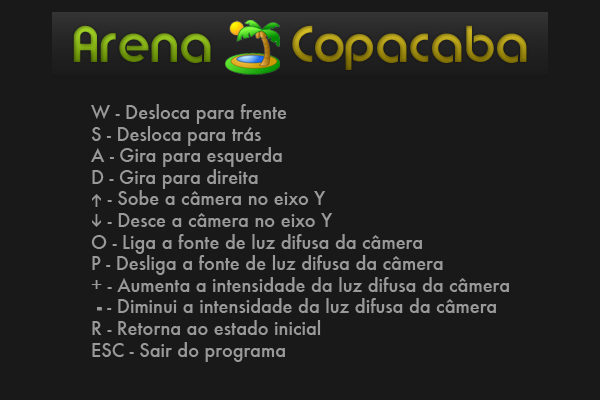 Arena Copacaba
W - Desloca para frente
S - Desloca para trás
A - Gira para esquerda
D - Gira para direita
↑ - Sobe a câmera no eixo Y
↓ - Desce a câmera no eixo Y
O - Liga a fonte de luz difusa da câmera
P - Desliga a fonte de luz difusa da câmera
+ - Aumenta a intensidade da luz difusa da câmera
- - Diminui a intensidade da luz difusa da câmera
R - Retorna ao estado inicial
ESC - Sair do programa